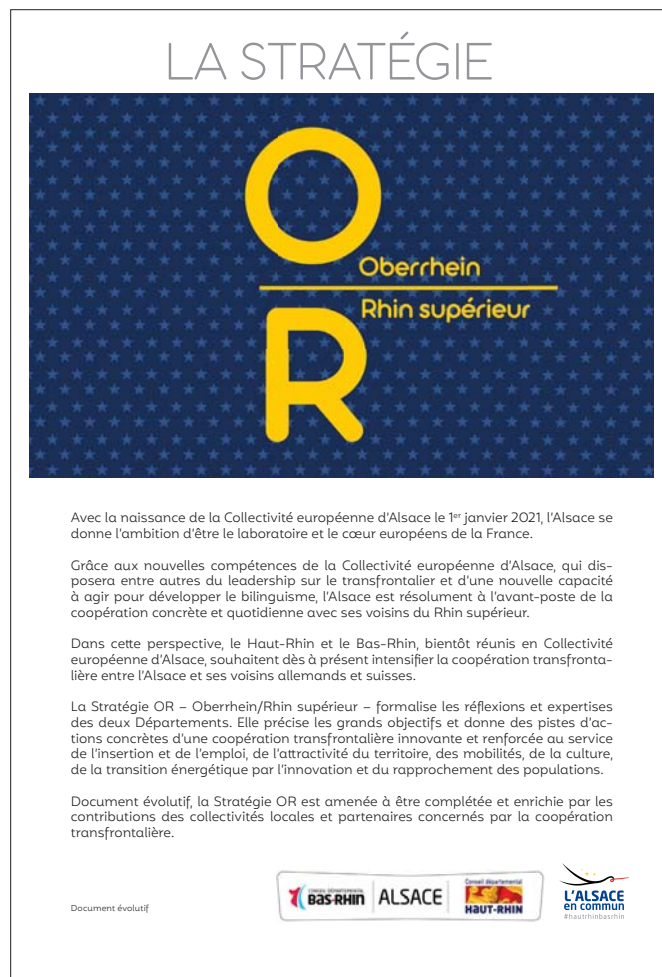 LA STRATÉGIE
O
Oberrhein
Rhin supérieur
R
Avec la naissance de la Collectivité européenne d'Alsace le 1er janvier 2021, l'Alsace se
donne l'ambition d'être le laboratoire et le cœur européens de la France.
Grâce aux nouvelles compétences de la Collectivité européenne d'Alsace, qui dis-
posera entre autres du leadership sur le transfrontalier et d'une nouvelle capacité
à agir pour développer le bilinguisme, l'Alsace est résolument à l'avant-poste de la
coopération concrète et quotidienne avec ses voisins du Rhin supérieur.
Dans cette perspective, le Haut-Rhin et le Bas-Rhin, bientôt réunis en Collectivité
européenne d'Alsace, souhaitent dès à présent intensifier la coopération transfronta-
lière entre l'Alsace et ses voisins allemands et suisses.
La Stratégie OR – Oberrhein/Rhin supérieur – formalise les réflexions et expertises
des deux Départements. Elle précise les grands objectifs et donne des pistes d'ac-
tions concrètes d'une coopération transfrontalière innovante et renforcée au service
de l'insertion et de l'emploi, de l'attractivité du territoire, des mobilités, de la culture,
de la transition énergétique par l'innovation et du rapprochement des populations.
Document évolutif, la Stratégie OR est amenée à être complétée et enrichie par les
contributions des collectivités locales et partenaires concernés par la coopération
transfrontalière.
Document évolutif
CONSEIL DÉPARTEMENTAL
BAS-RHIN
ALSACE
Conseil départemental
HAUT-RHIN
L'ALSACE
en commun
#hautrhinbasrhin